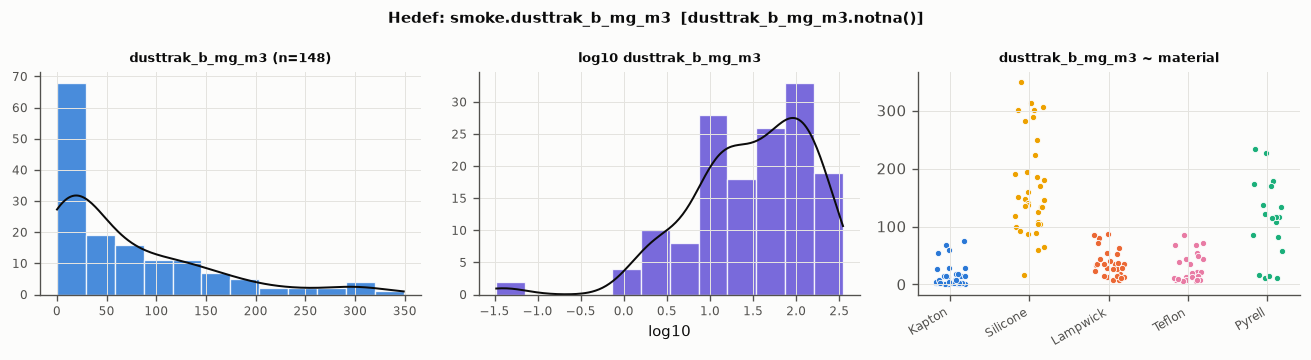 Hedef: smoke.dusttrak_b_mg_m3 [dusttrak_b_mg_m3.notna()]
dusttrak_b_mg_m3 (n=148)
70
60
50
40
30
20
10
0
0 50 100 150 200 250 300 350
log10 dusttrak_b_mg_m3
30
25
20
15
10
5
0
−1.5 −1.0 −0.5 0.0 0.5 1.0 1.5 2.0 2.5
log10
dusttrak_b_mg_m3 ~ material
300
200
100
0
Kapton Silicone Lampwick Teflon Pyrell